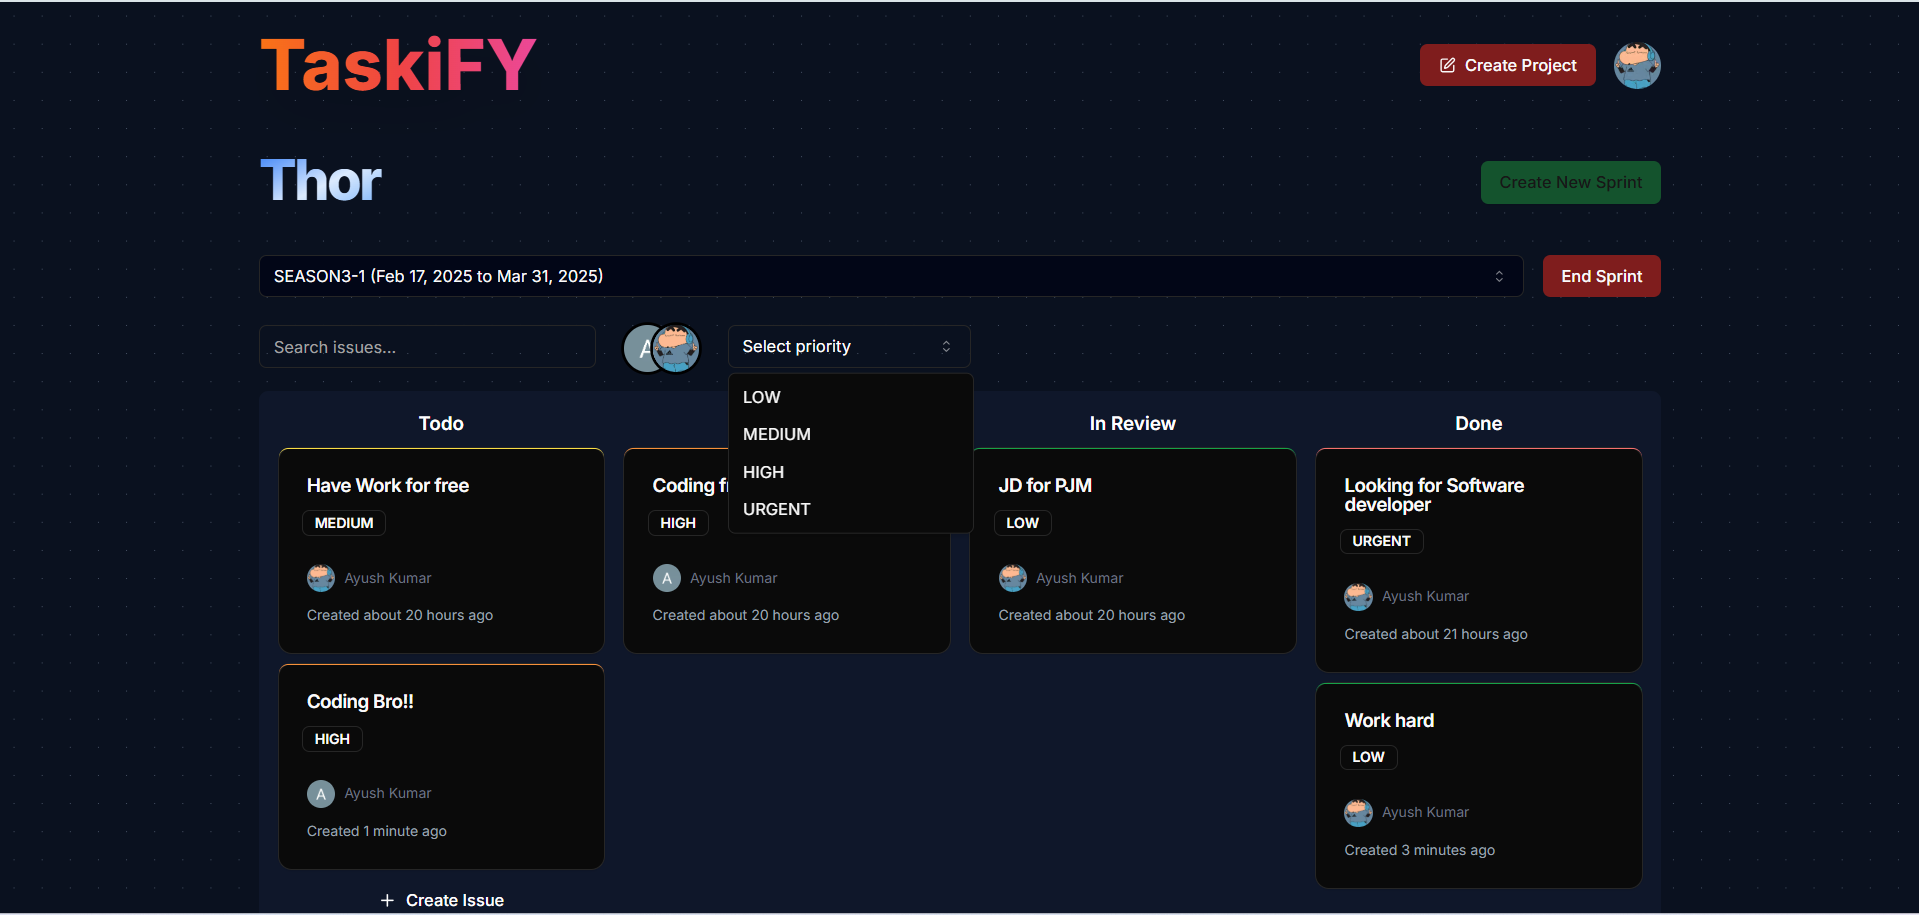 TaskiFY
Create Project
Thor
Create New Sprint
SEASON3-1 (Feb 17, 2025 to Mar 31, 2025)
End Sprint
Search issues...
A
Select priority
LOW
MEDIUM
HIGH
URGENT
Todo
Have Work for free
MEDIUM
Ayush Kumar
Created about 20 hours ago
Coding Bro!!
HIGH
A Ayush Kumar
Created 1 minute ago
+ Create Issue
Coding
HIGH
A Ayush Kumar
Created about 20 hours ago
In Review
JD for PJM
LOW
Ayush Kumar
Created about 20 hours ago
Done
Looking for Software
developer
URGENT
Ayush Kumar
Created about 21 hours ago
Work hard
LOW
Ayush Kumar
Created 3 minutes ago